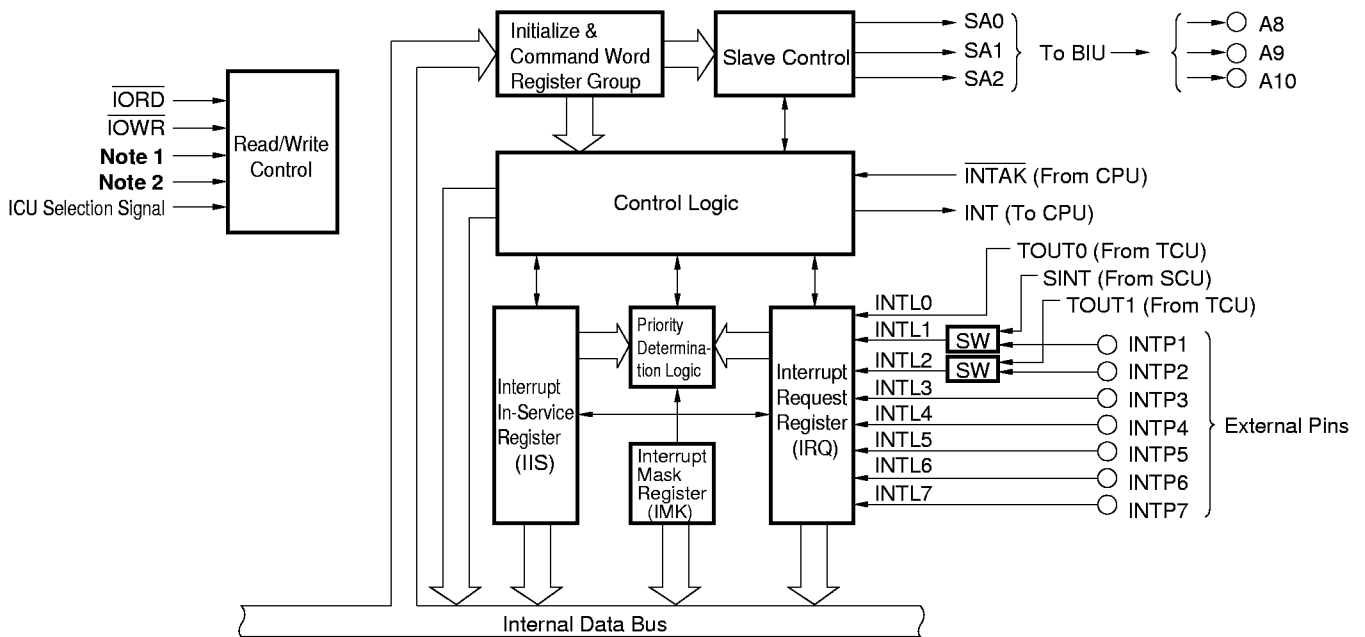 Initialize &
Command Word
Register Group
Slave Control
SA0
SA1
SA2
To BIU
A8
A9
A10
IORD
IOWR
Note 1
Note 2
ICU Selection Signal
Read/Write
Control
Control Logic
INTAK (From CPU)
INT (To CPU)
TOUT0 (From TCU)
SINT (From SCU)
TOUT1 (From TCU)
INTL0
INTL1
INTL2
INTL3
INTL4
INTL5
INTL6
INTL7
SW
SW
INTP1
INTP2
INTP3
INTP4
INTP5
INTP6
INTP7
External Pins
Interrupt
In-Service
Register
(IIS)
Priority
Determina-
tion Logic
Interrupt
Mask
Register
(IMK)
Interrupt
Request
Register
(IRQ)
Internal Data Bus